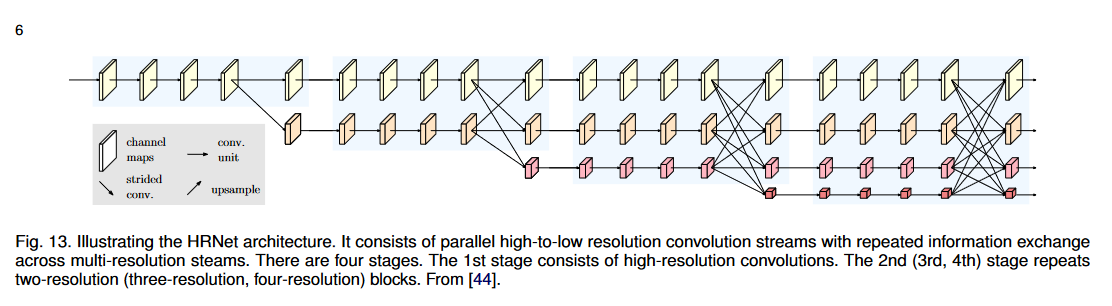 6
channel maps
conv. unit
strided conv.
upsample
Fig. 13. Illustrating the HRNet architecture. It consists of parallel high-to-low resolution convolution streams with repeated information exchange
across multi-resolution steams. There are four stages. The 1st stage consists of high-resolution convolutions. The 2nd (3rd, 4th) stage repeats
two-resolution (three-resolution, four-resolution) blocks. From [44].